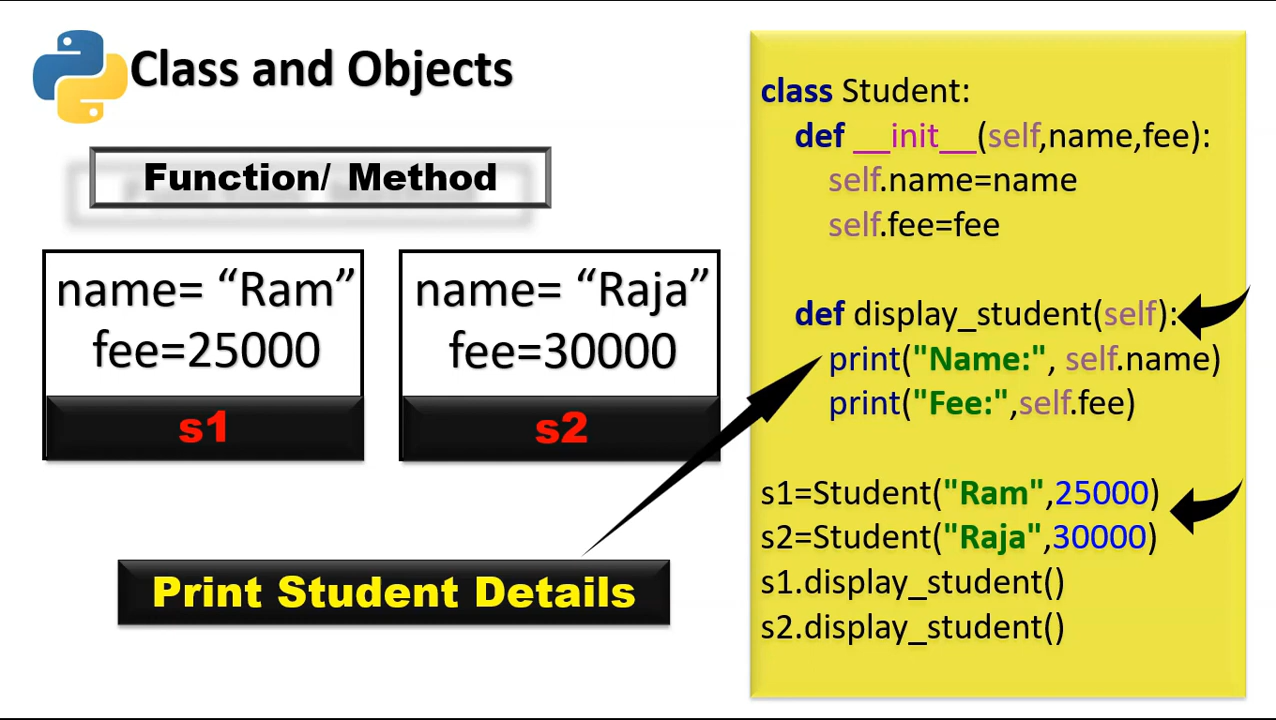 Class and Objects
Function/ Method
name= “Ram”
fee=25000
s1
name= “Raja”
fee=30000
s2
Print Student Details
class Student:
def __init__(self,name,fee):
self.name=name
self.fee=fee
def display_student(self):
print("Name:", self.name)
print("Fee:",self.fee)
s1=Student("Ram",25000)
s2=Student("Raja",30000)
s1.display_student()
s2.display_student()